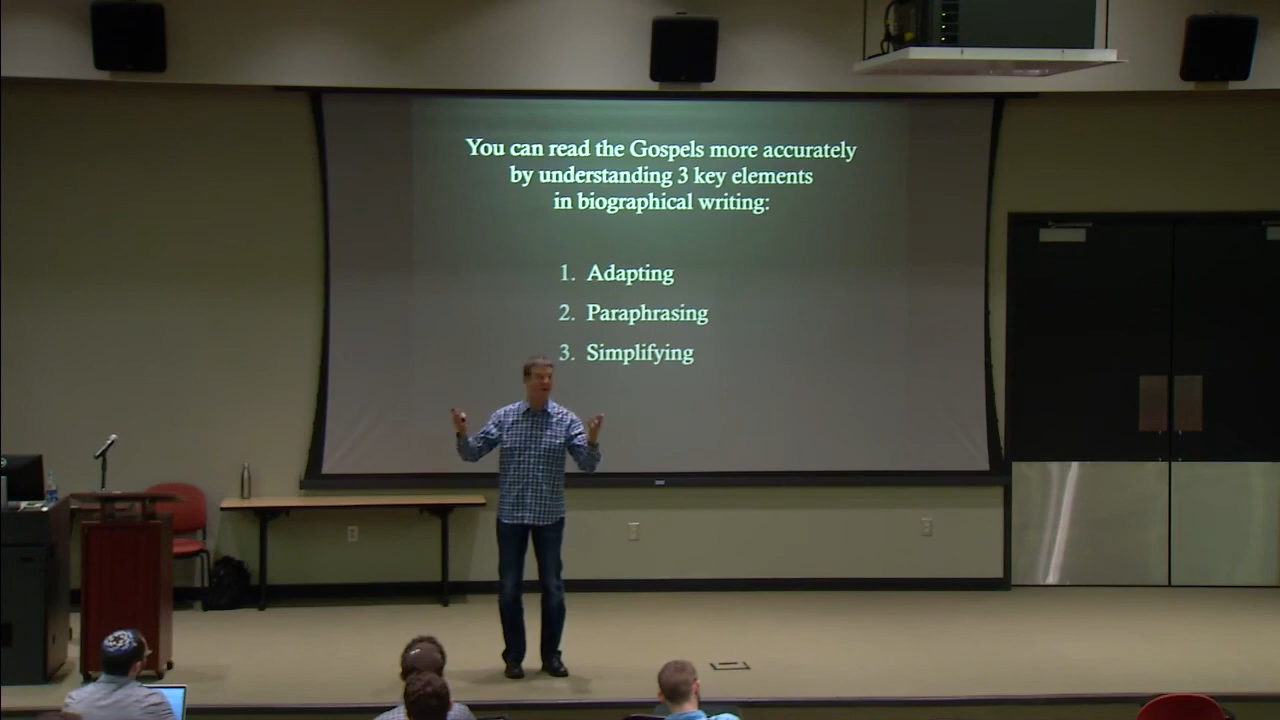 You can read the Gospels more accurately
by understanding 3 key elements
in biographical writing:
1. Adapting
2. Paraphrasing
3. Simplifying